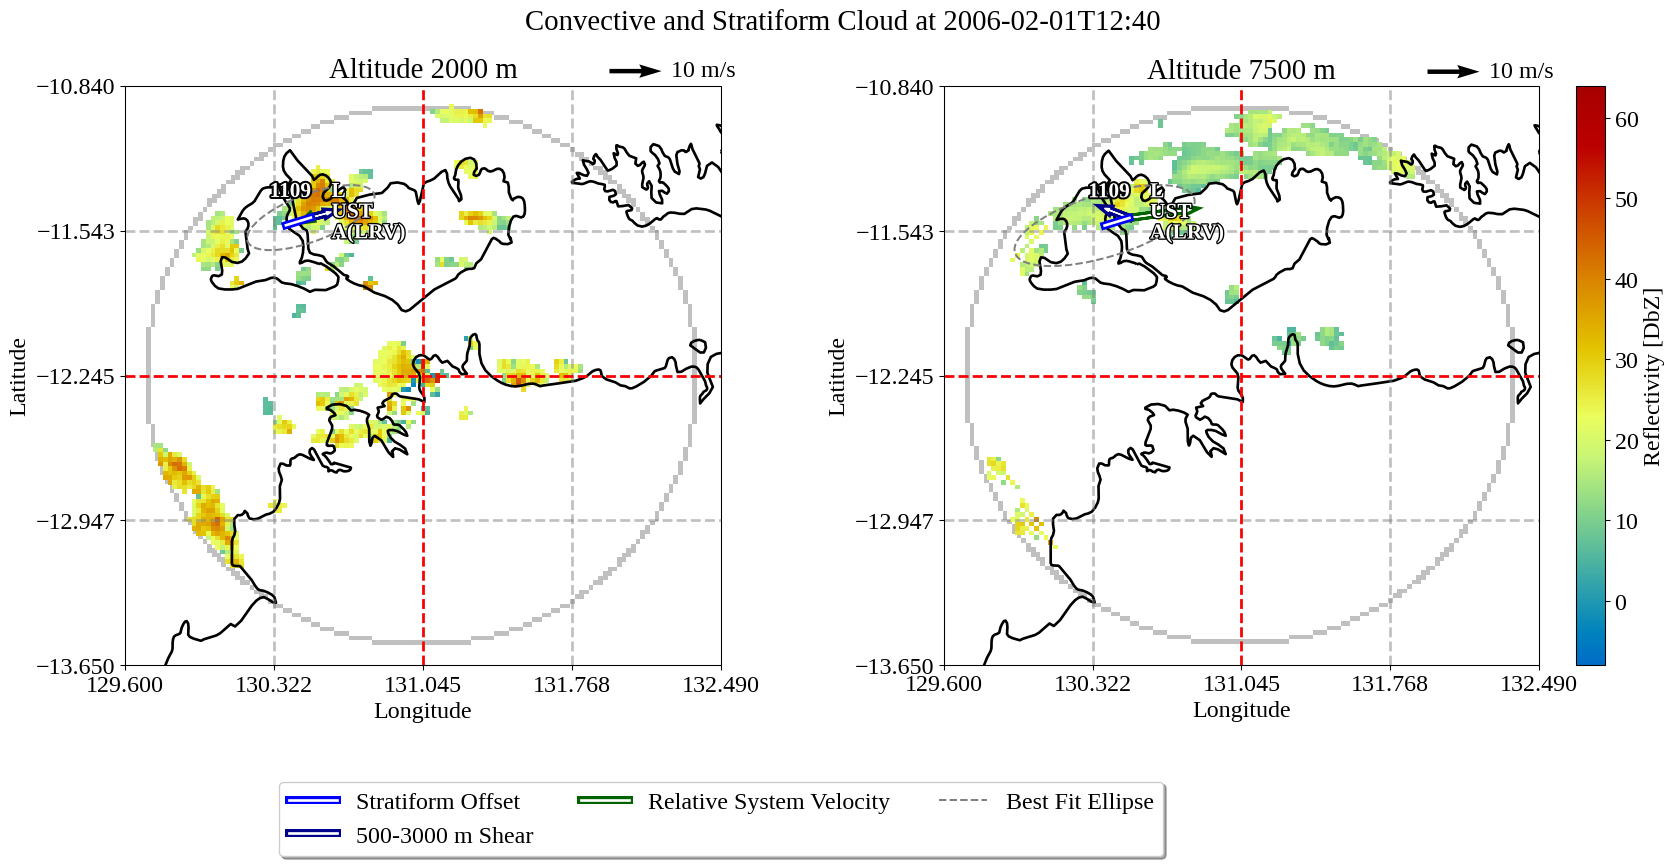 Convective and Stratiform Cloud at 2006-02-01T12:40
Altitude 2000 m
10 m/s
Altitude 7500 m
10 m/s
−10.840
−11.543
−12.245
−12.947
−13.650
129.600
130.322
131.045
131.768
132.490
Longitude
Latitude
1109
L
UST
A(LRV)
−10.840
−11.543
−12.245
−12.947
−13.650
129.600
130.322
131.045
131.768
132.490
Longitude
Latitude
1109
L
UST
A(LRV)
60
50
40
30
20
10
0
Reflectivity [DbZ]
Stratiform Offset
500-3000 m Shear
Relative System Velocity
Best Fit Ellipse